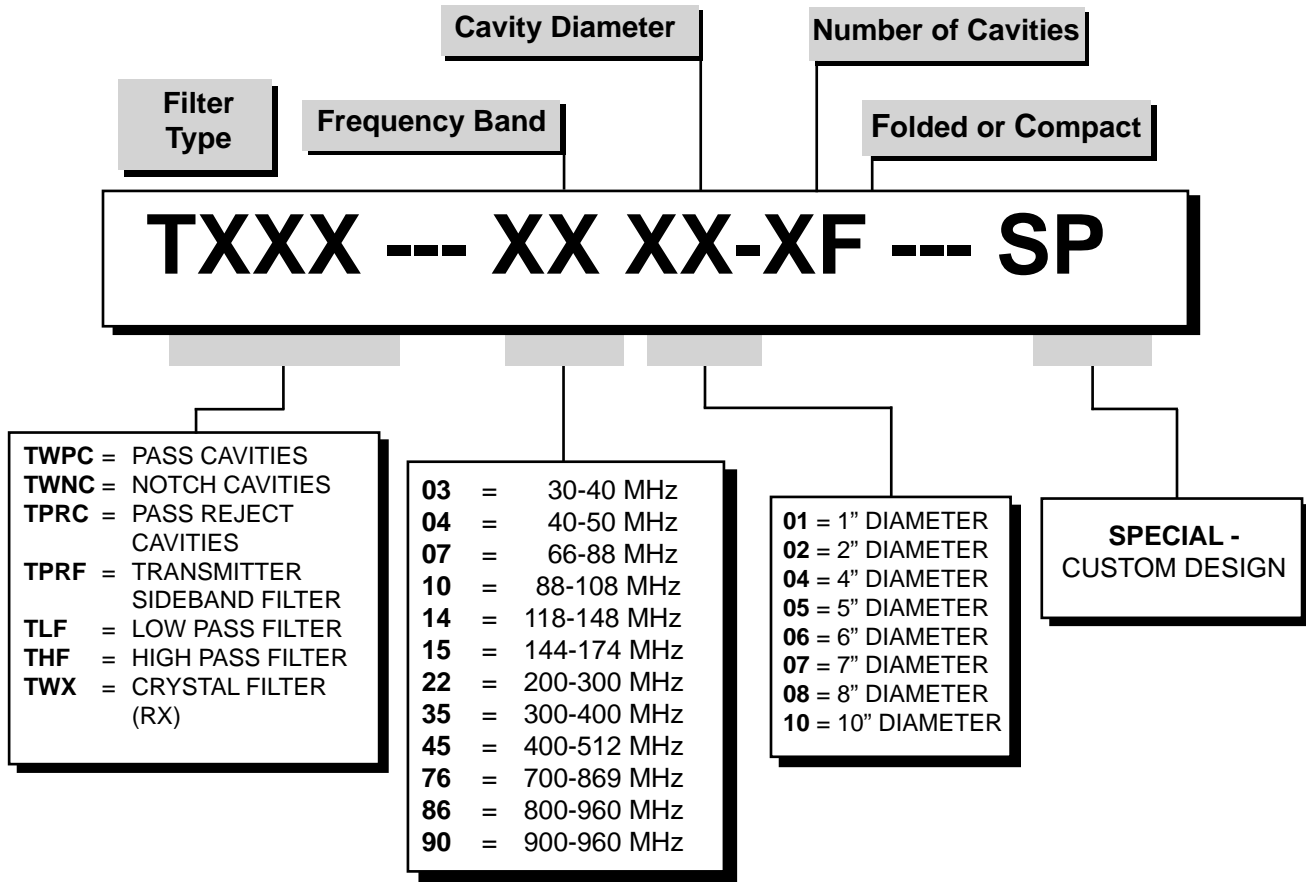 Cavity Diameter
Number of Cavities
Filter
Type
Frequency Band
Folded or Compact
TXXX --- XX XX-XF --- SP
TWPC = PASS CAVITIES
TWNC = NOTCH CAVITIES
TPRC = PASS REJECT
CAVITIES
TPRF = TRANSMITTER
SIDEBAND FILTER
TLF = LOW PASS FILTER
THF = HIGH PASS FILTER
TWX = CRYSTAL FILTER
(RX)
03 = 30-40 MHz
04 = 40-50 MHz
07 = 66-88 MHz
10 = 88-108 MHz
14 = 118-148 MHz
15 = 144-174 MHz
22 = 200-300 MHz
35 = 300-400 MHz
45 = 400-512 MHz
76 = 700-869 MHz
86 = 800-960 MHz
90 = 900-960 MHz
01 = 1” DIAMETER
02 = 2” DIAMETER
04 = 4” DIAMETER
05 = 5” DIAMETER
06 = 6” DIAMETER
07 = 7” DIAMETER
08 = 8” DIAMETER
10 = 10” DIAMETER
SPECIAL -
CUSTOM DESIGN